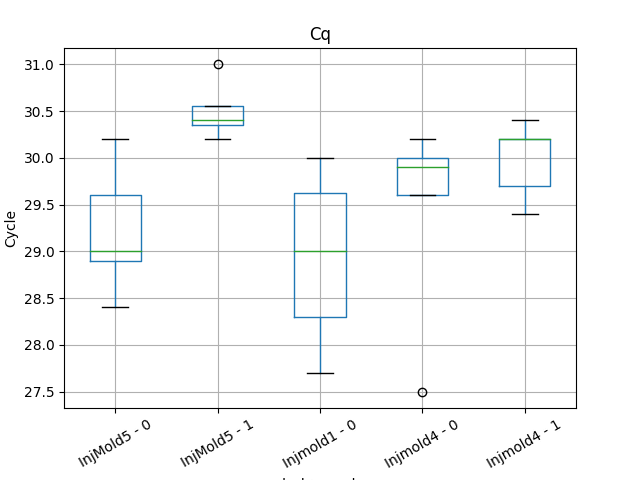 Cq
31.0
30.5
30.0
29.5
29.0
28.5
28.0
27.5
Cycle
InjMold5 - 0
InjMold5 - 1
Injmold1 - 0
Injmold4 - 0
Injmold4 - 1